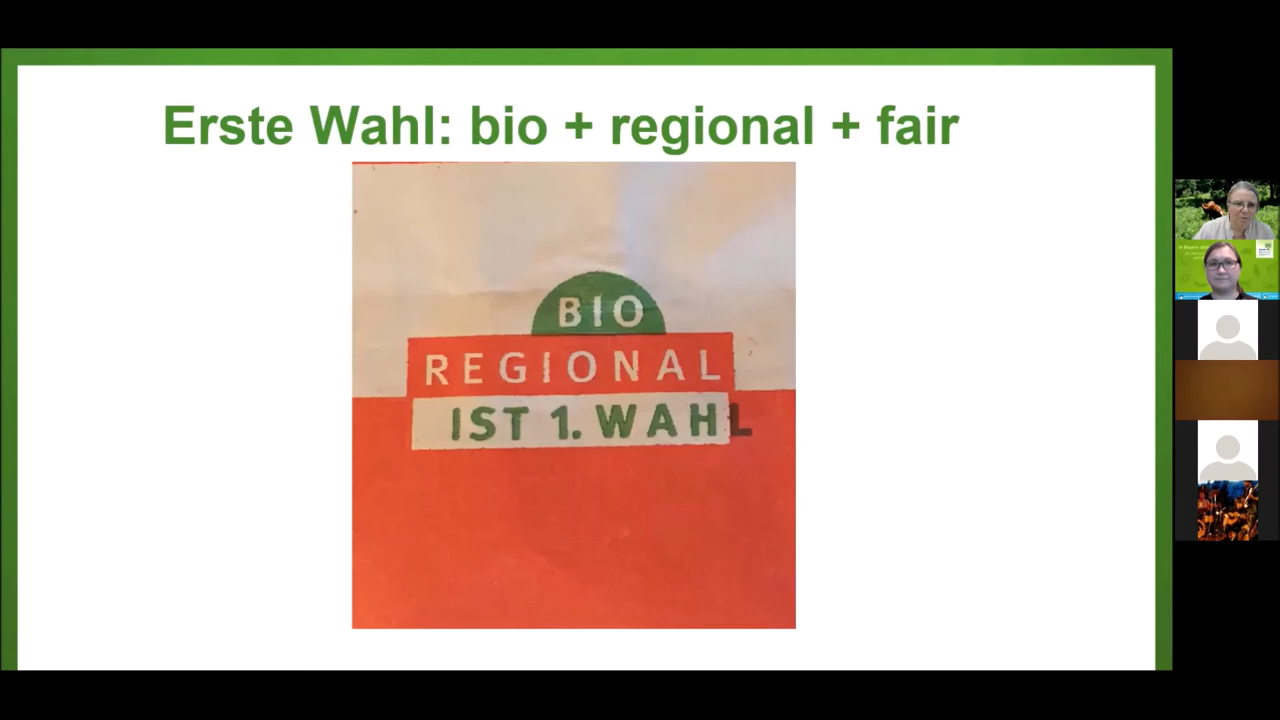 Erste Wahl: bio + regional + fair
BIO
REGIONAL
IST 1. WAHL